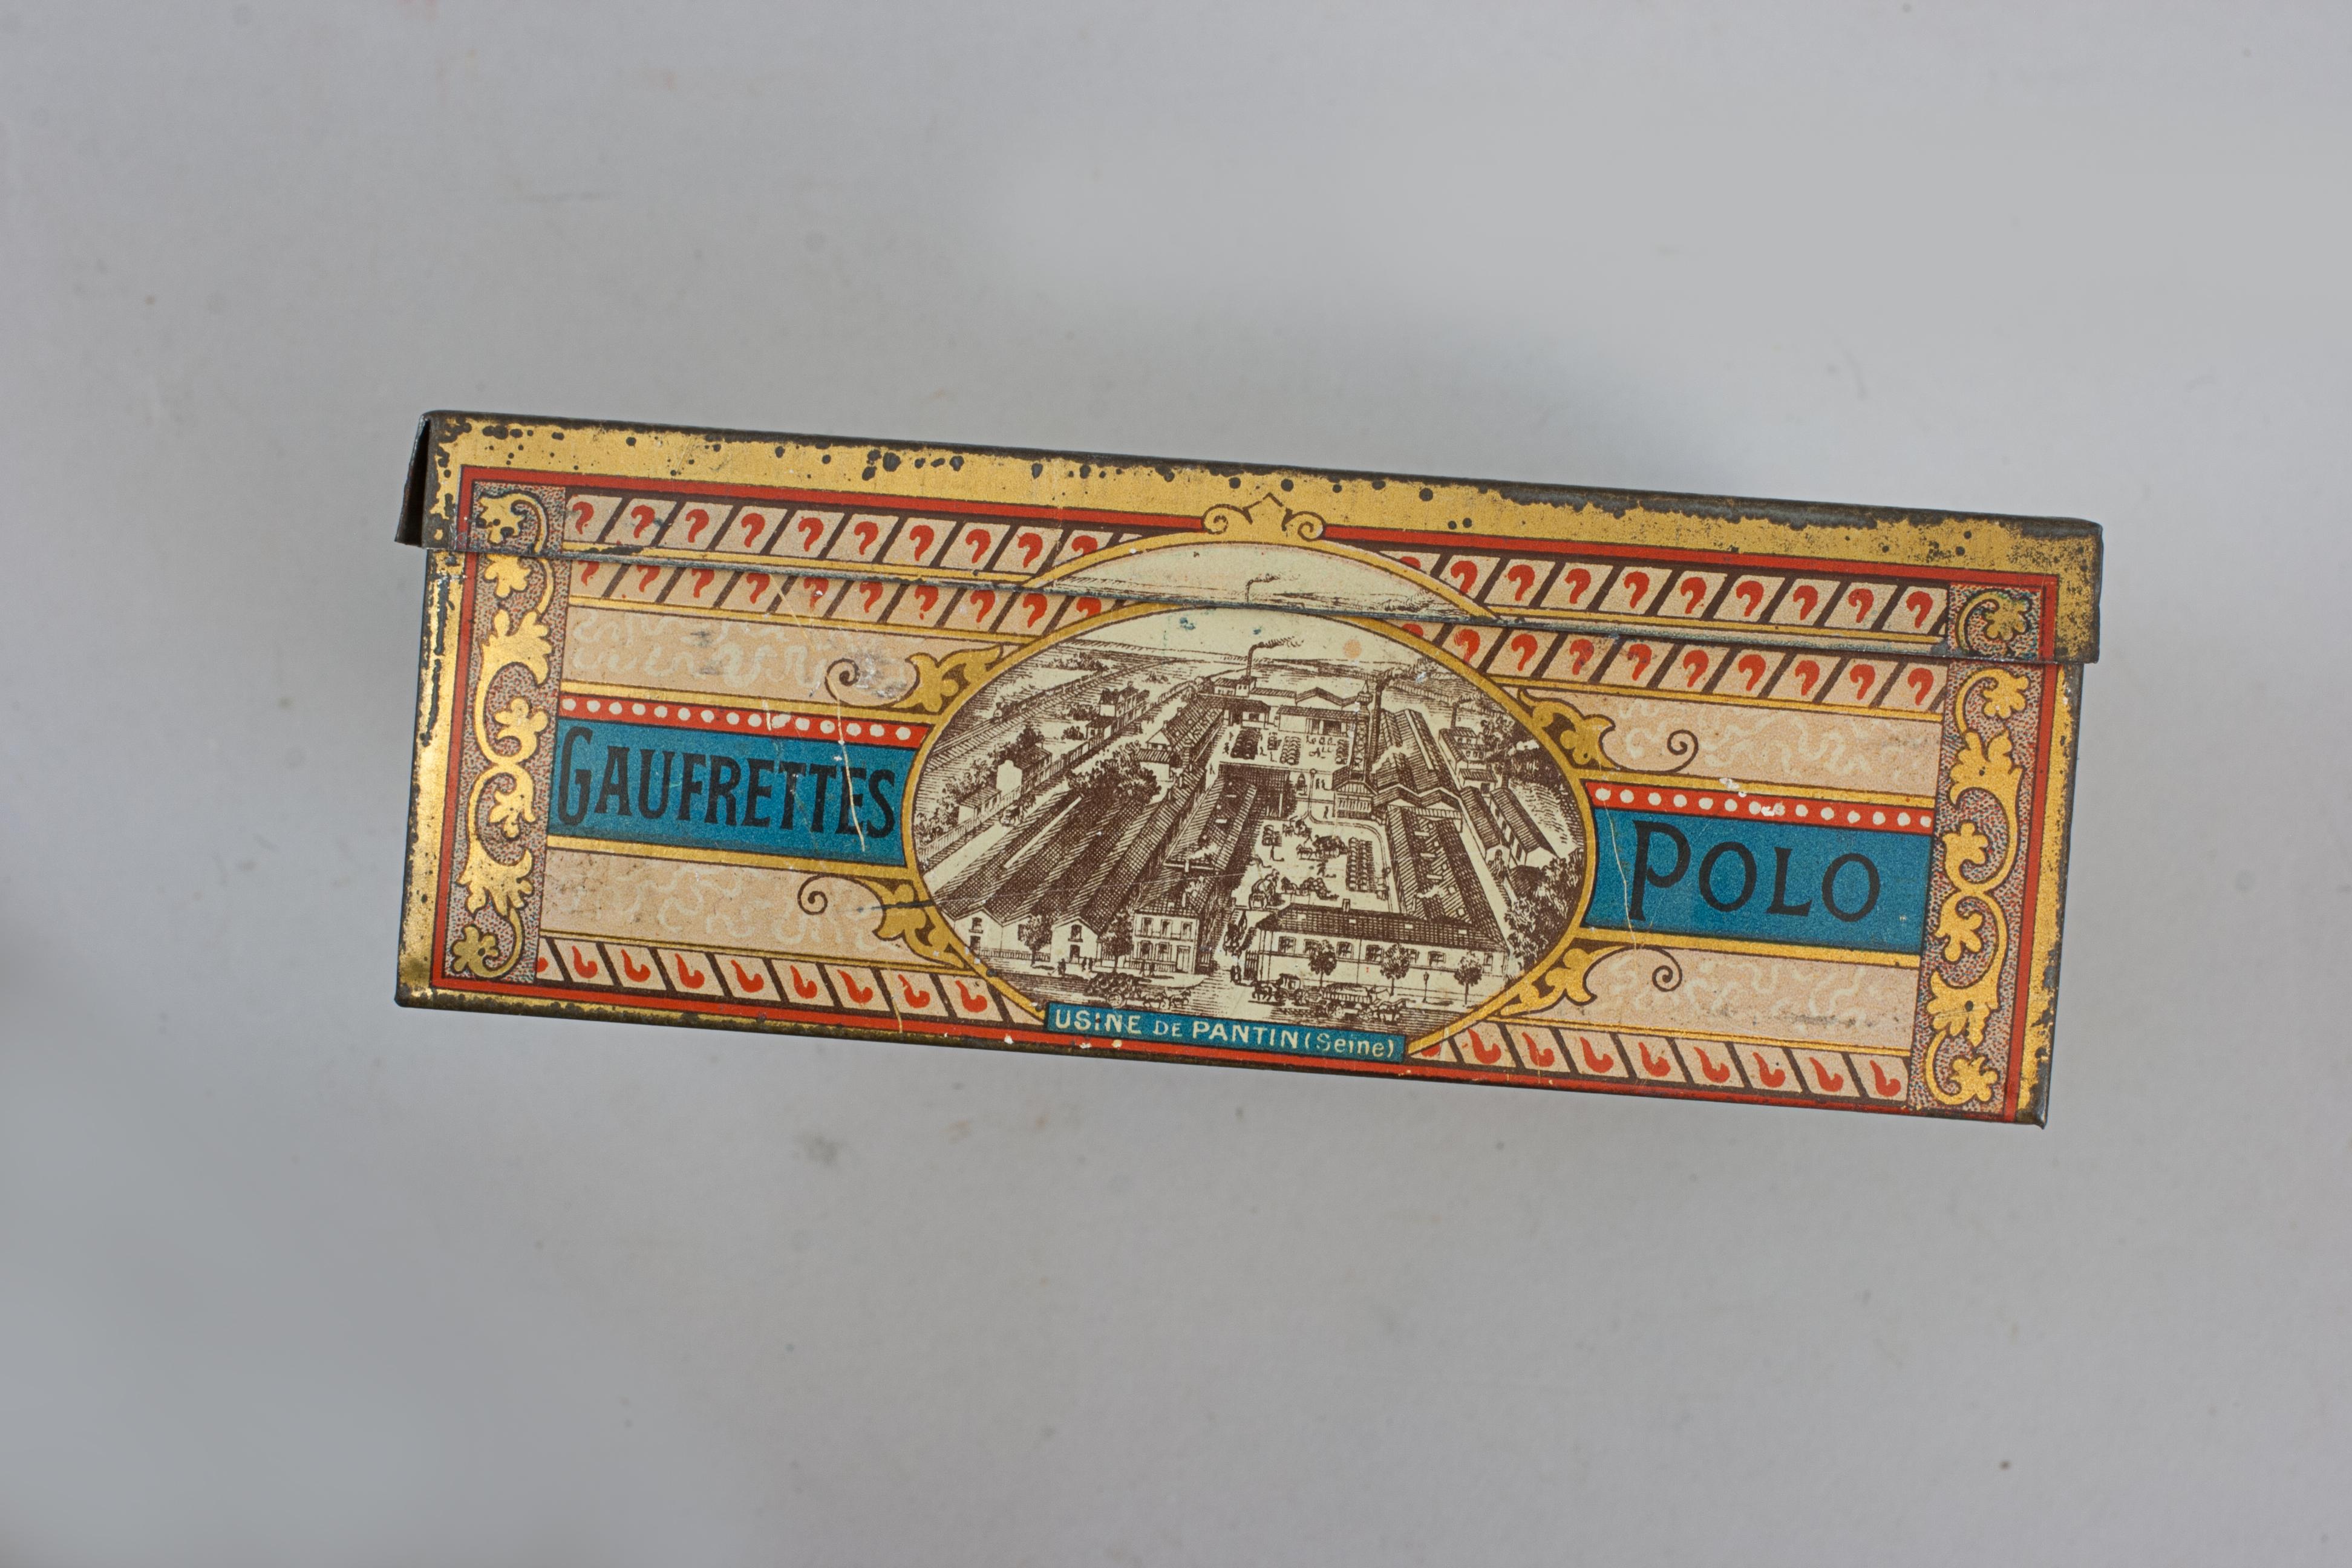 GAUFRETTES
POLO
USINE DE PANTIN (Seine)